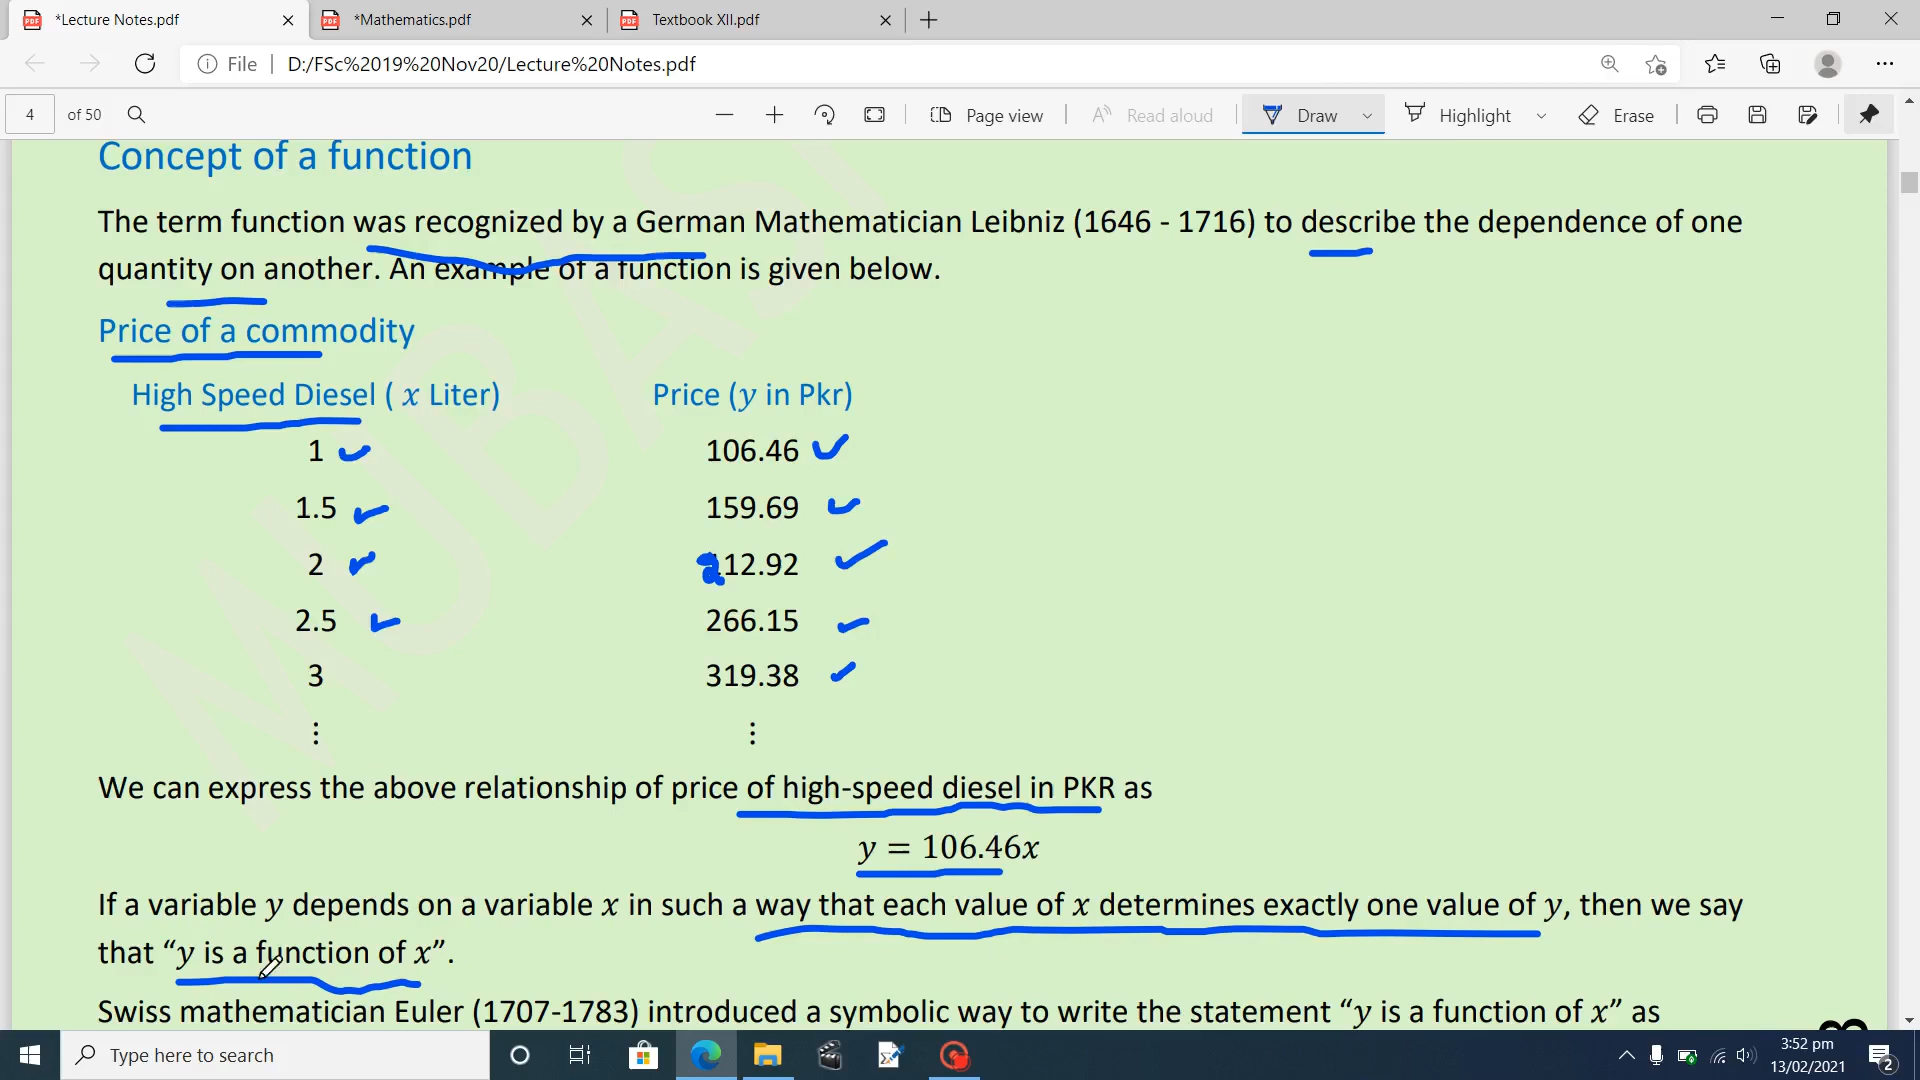 *Lecture Notes.pdf
*Mathematics.pdf
Textbook XII.pdf
File
D:/FSc%2019%20Nov20/Lecture%20Notes.pdf
4 of 50
Page view
Read aloud
Draw
Highlight
Erase
Concept of a function
The term function was recognized by a German Mathematician Leibniz (1646 - 1716) to describe the dependence of one
quantity on another. An example of a function is given below.
Price of a commodity
High Speed Diesel ( x Liter) Price (y in Pkr)
1 106.46
1.5 159.69
2 212.92
2.5 266.15
3 319.38
⋮ ⋮
We can express the above relationship of price of high-speed diesel in PKR as
y = 106.46x
If a variable y depends on a variable x in such a way that each value of x determines exactly one value of y, then we say
that “y is a function of x”.
Swiss mathematician Euler (1707-1783) introduced a symbolic way to write the statement “y is a function of x” as
Type here to search
3:52 pm
13/02/2021
2